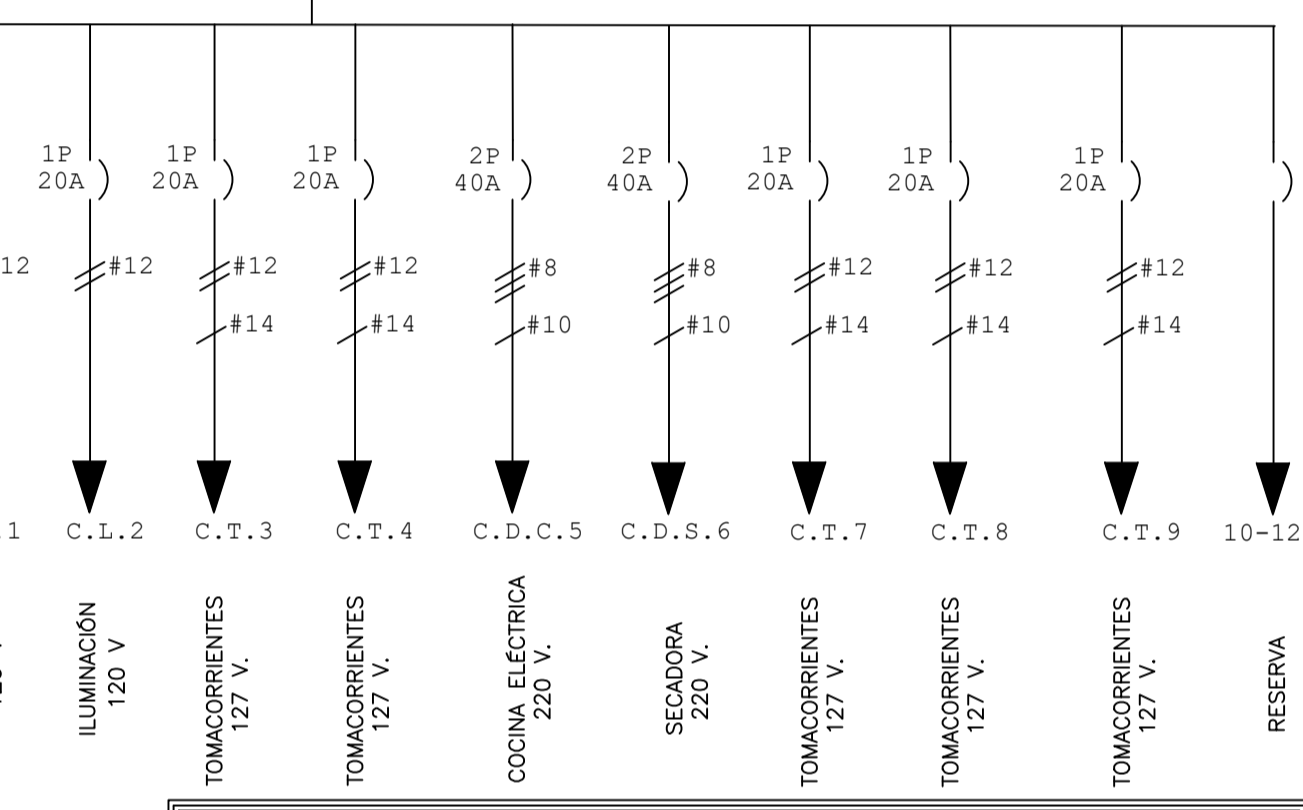 1P 1P 1P 2P 2P 1P 1P 1P
20A 20A 20A 40A 40A 20A 20A 20A
12 #12 #12 #12 #8 #8 #12 #12 #12
#14 #14 #10 #10 #14 #14 #14
.1 C.L.2 C.T.3 C.T.4 C.D.C.5 C.D.S.6 C.T.7 C.T.8 C.T.9 10-12
ILUMINACIÓN
120 V
TOMACORRIENTES
127 V.
TOMACORRIENTES
127 V.
COCINA ELÉCTRICA
220 V.
SECADORA
220 V.
TOMACORRIENTES
127 V.
TOMACORRIENTES
127 V.
TOMACORRIENTES
127 V.
RESERVA